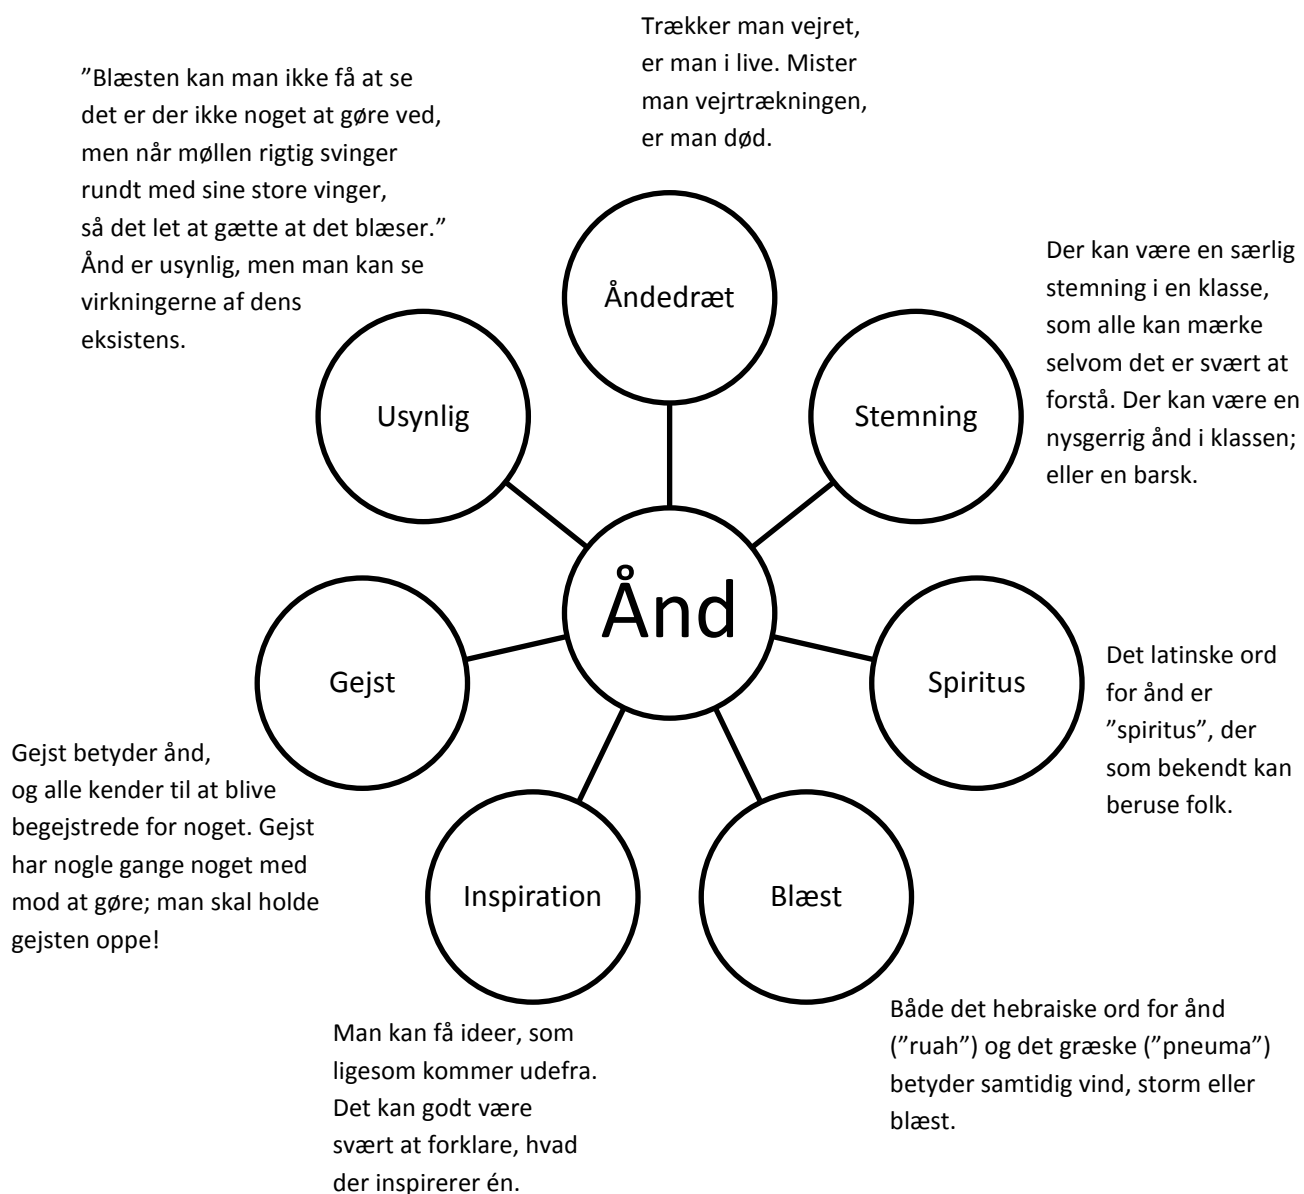 Trækker man vejret,
er man i live. Mister
man vejrtrækningen,
er man død.
”Blæsten kan man ikke få at se
det er der ikke noget at gøre ved,
men når møllen rigtig svinger
rundt med sine store vinger,
så det let at gætte at det blæser.”
Ånd er usynlig, men man kan se
virkningerne af dens
eksistens.
Åndedræt
Der kan være en særlig
stemning i en klasse,
som alle kan mærke
selvom det er svært at
forstå. Der kan være en
nysgerrig ånd i klassen;
eller en barsk.
Usynlig
Stemning
Ånd
Gejst
Spiritus
Det latinske ord
for ånd er
”spiritus”, der
som bekendt kan
beruse folk.
Gejst betyder ånd,
og alle kender til at blive
begejstrede for noget. Gejst
har nogle gange noget med
mod at gøre; man skal holde
gejsten oppe!
Inspiration
Blæst
Man kan få ideer, som
ligesom kommer udefra.
Det kan godt være
svært at forklare, hvad
der inspirerer én.
Både det hebraiske ord for ånd
(”ruah”) og det græske (”pneuma”)
betyder samtidig vind, storm eller
blæst.